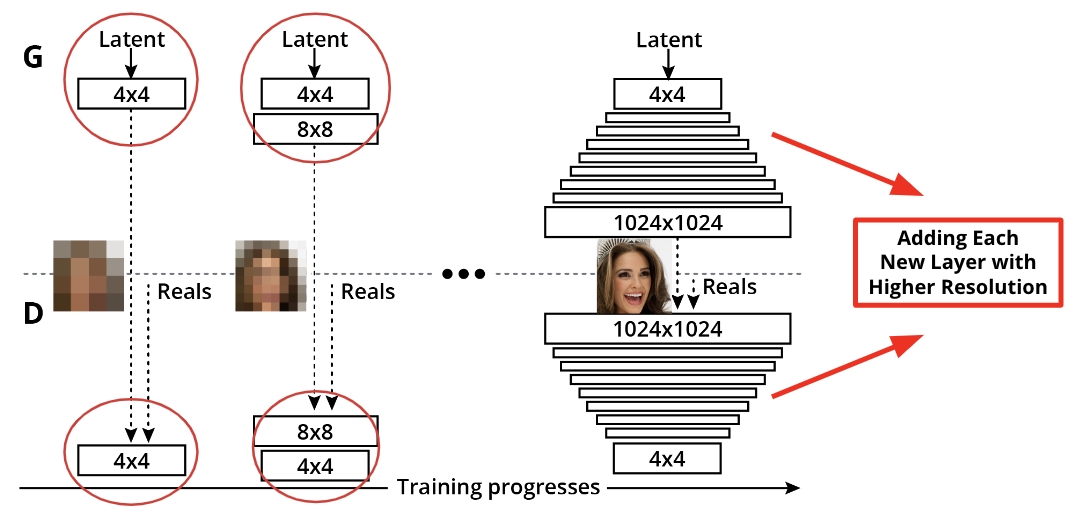 G
Latent
4x4
Latent
4x4
8x8
Latent
4x4
1024x1024
Adding Each
New Layer with
Higher Resolution
Reals
Reals
Reals
D
1024x1024
4x4
8x8
4x4
4x4
Training progresses